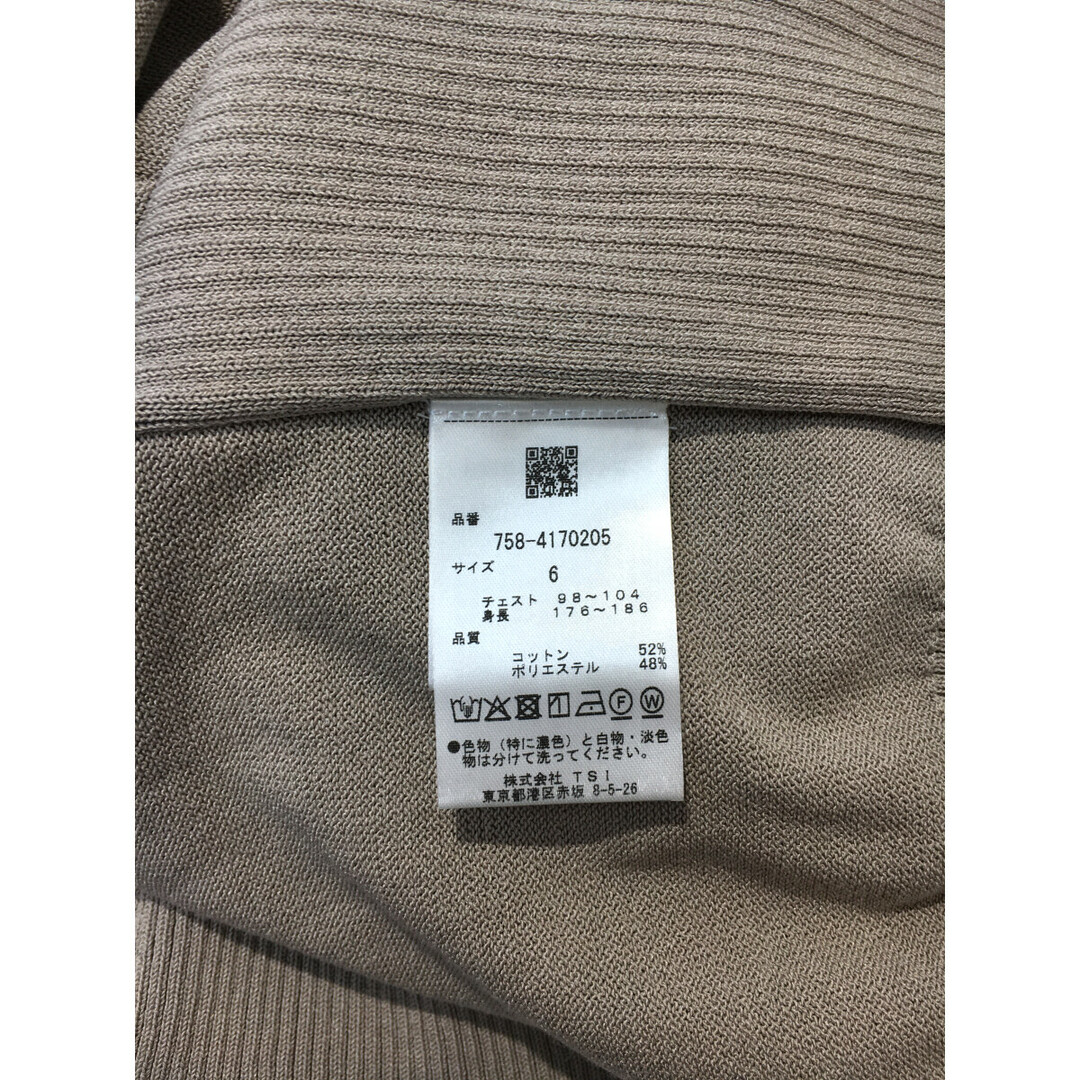 品番
758-4170205
サイズ
6
チェスト 98~104
身長 176~186
品質
コットン 52%
ポリエステル 48%
F W
●色物(特に濃色)と白物・淡色
物は分けて洗ってください。
株式会社 TSI
東京都港区赤坂 8-5-26